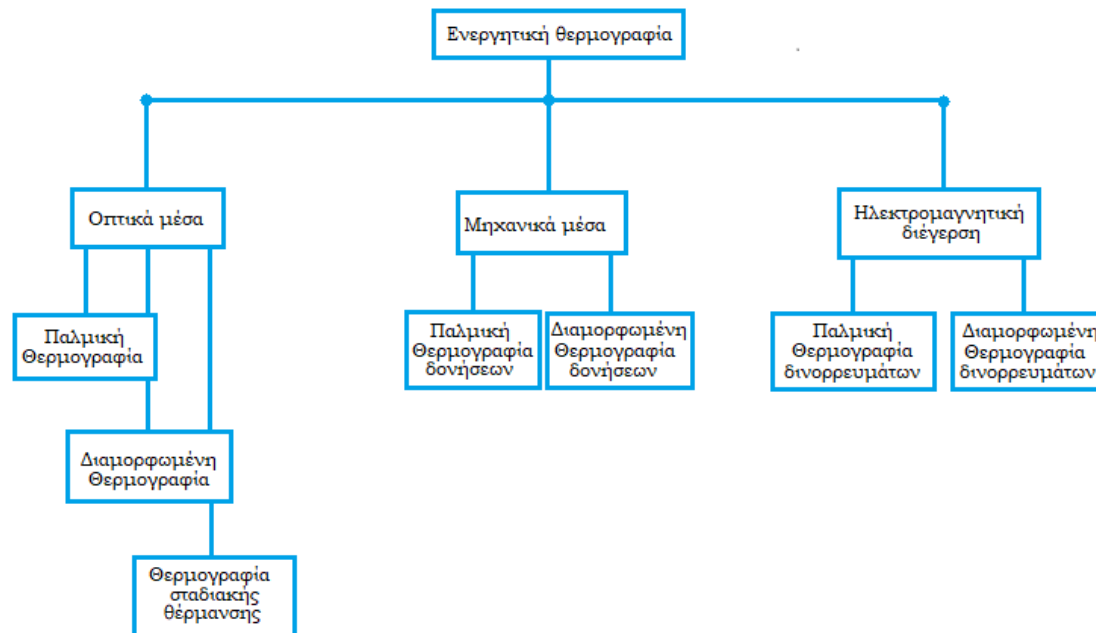 Ενεργητική θερμογραφία
Οπτικά μέσα
Μηχανικά μέσα
Ηλεκτρομαγνητική
διέγερση
Παλμική
Θερμογραφία
Παλμική
Θερμογραφία
δονήσεων
Διαμορφωμένη
Θερμογραφία
δονήσεων
Παλμική
Θερμογραφία
δινορρευμάτων
Διαμορφωμένη
Θερμογραφία
δινορρευμάτων
Διαμορφωμένη
Θερμογραφία
Θερμογραφία
σταδιακής
θέρμανσης